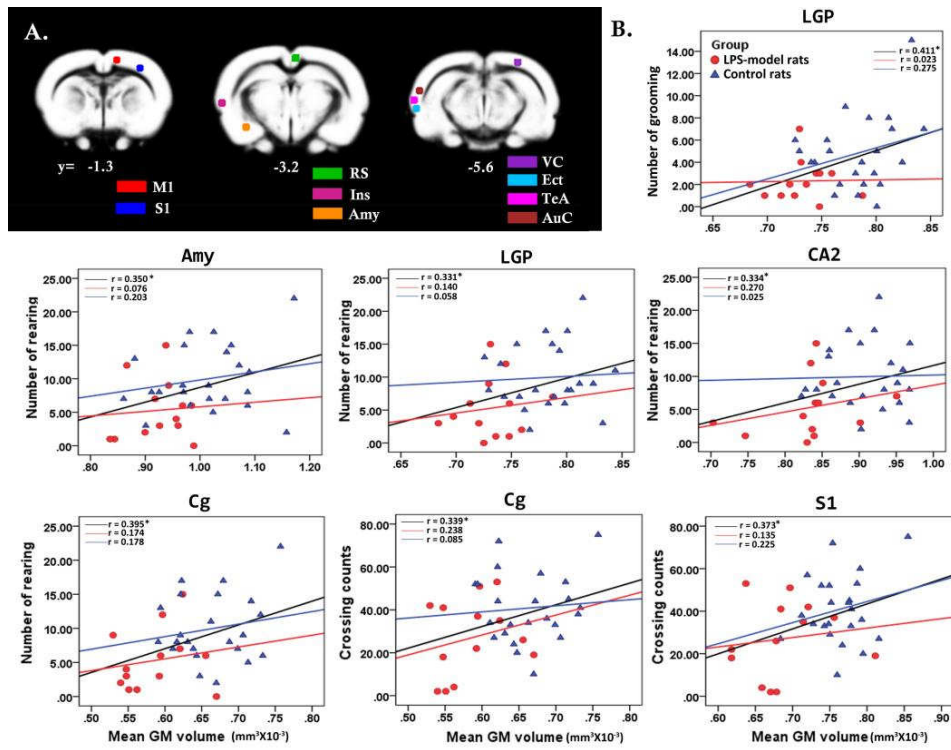 A.
y= -1.3
-3.2
-5.6
M1
S1
RS
Ins
Amy
VC
Ect
TeA
AuC
B.
LGP
Number of grooming
14.00
12.00
10.00
8.00
6.00
4.00
2.00
.00
Group
LPS-model rats
Control rats
r = 0.411*
r = 0.023
r = 0.275
.65 .70 .75 .80 .85
Amy
Number of rearing
25.00
20.00
15.00
10.00
5.00
.00
r = 0.350*
r = 0.076
r = 0.203
.80 .90 1.00 1.10 1.20
LGP
Number of rearing
25.00
20.00
15.00
10.00
5.00
.00
r = 0.331*
r = 0.140
r = 0.058
.65 .70 .75 .80 .85
CA2
Number of rearing
25.00
20.00
15.00
10.00
5.00
.00
r = 0.334*
r = 0.270
r = 0.025
.70 .75 .80 .85 .90 .95 1.00
Cg
Number of rearing
25.00
20.00
15.00
10.00
5.00
.00
r = 0.395*
r = 0.174
r = 0.178
.50 .55 .60 .65 .70 .75 .80
Mean GM volume (mm³X10⁻³)
Cg
Crossing counts
80.00
60.00
40.00
20.00
.00
r = 0.339*
r = 0.238
r = 0.085
.50 .55 .60 .65 .70 .75 .80
Mean GM volume (mm³X10⁻³)
S1
Crossing counts
80.00
60.00
40.00
20.00
.00
r = 0.373*
r = 0.135
r = 0.225
.60 .65 .70 .75 .80 .85 .90
Mean GM volume (mm³X10⁻³)